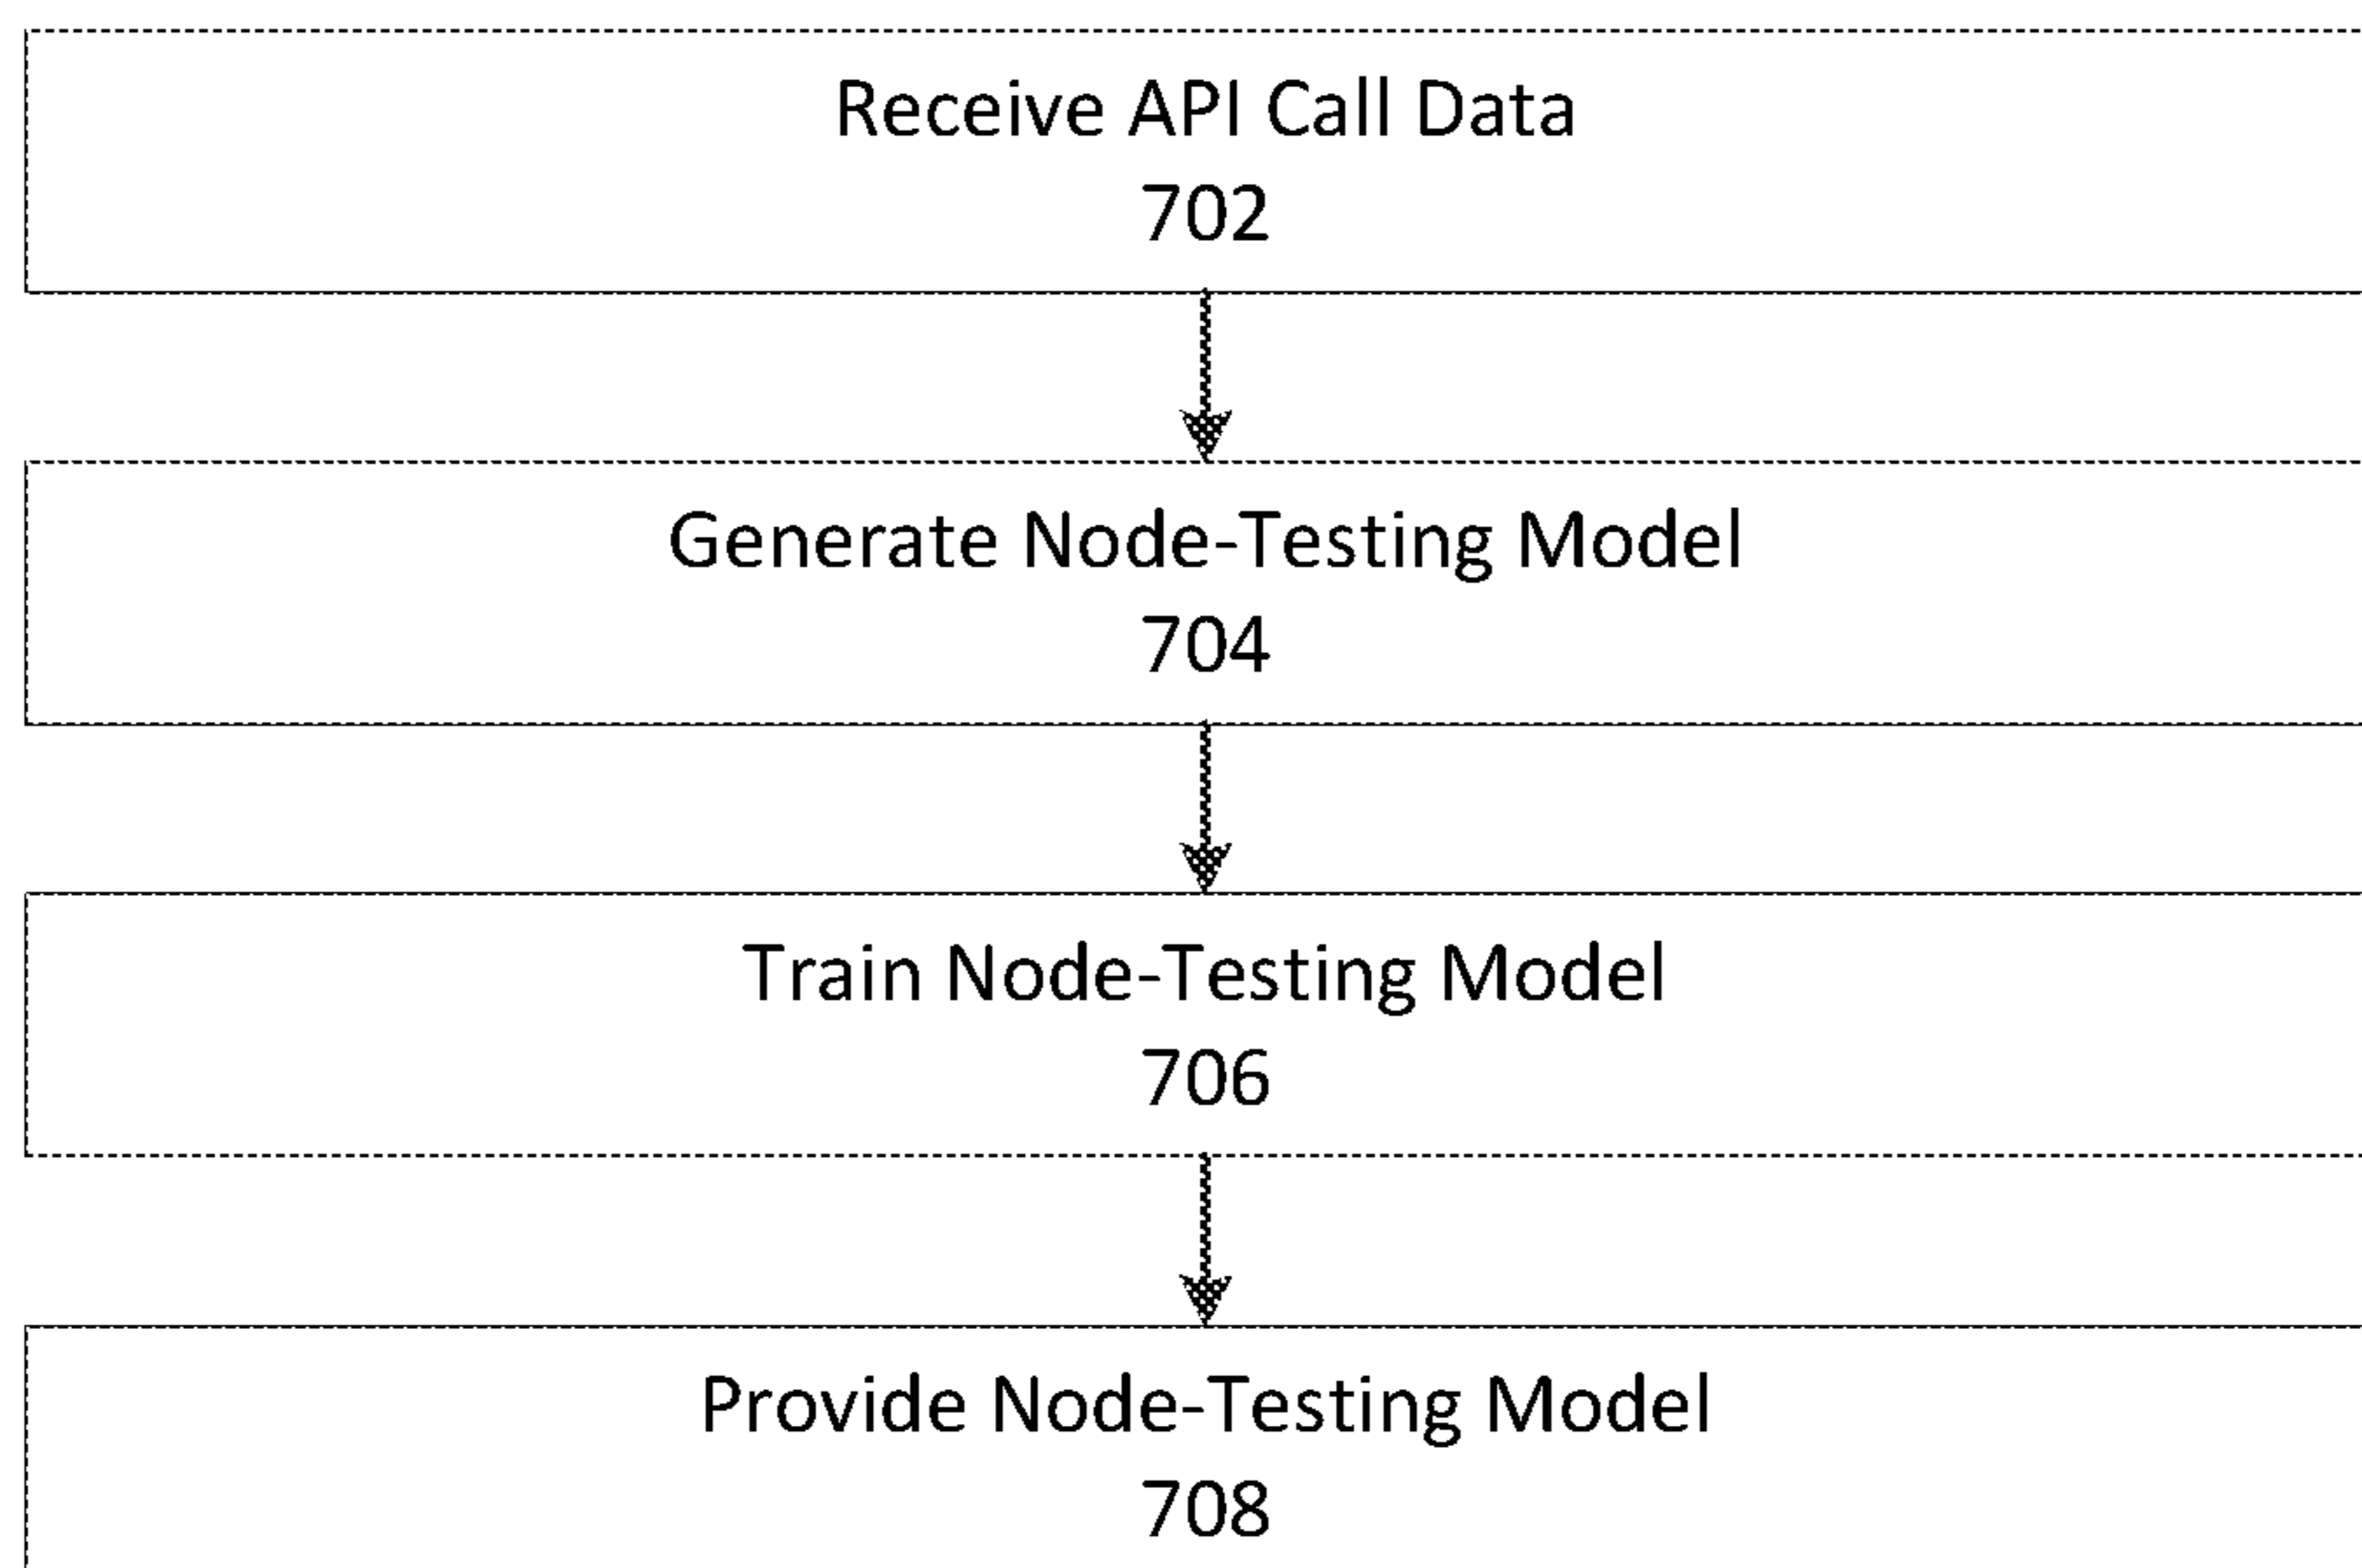 Receive API Call Data
702
Generate Node-Testing Model
704
Train Node-Testing Model
706
Provide Node-Testing Model
708